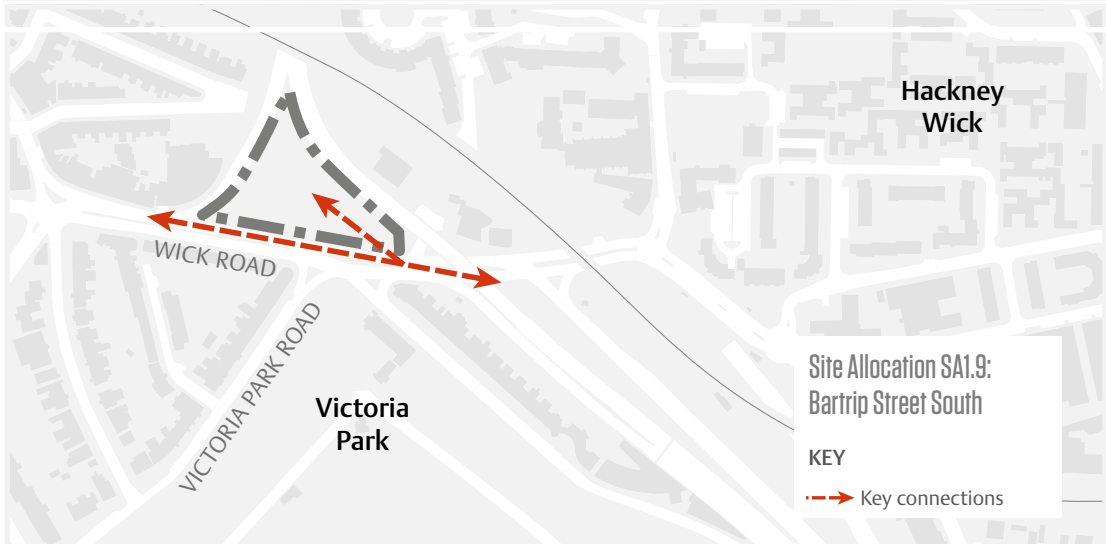 Hackney
Wick
WICK ROAD
VICTORIA PARK ROAD
Victoria
Park
Site Allocation SA1.9:
Bartrip Street South
KEY
Key connections